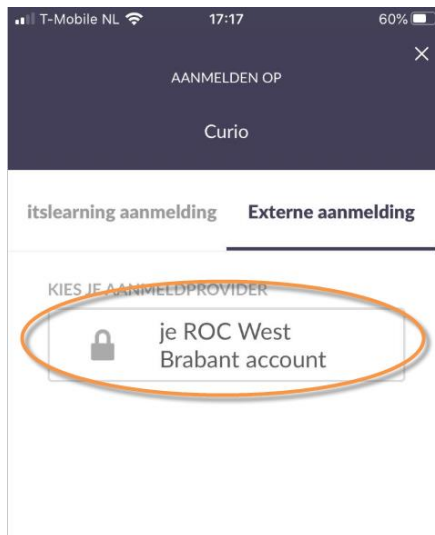 T-Mobile NL 17:17 60%
AANMELDEN OP
Curio
itslearning aanmelding Externe aanmelding
KIES JE AANMELDPROVIDER
je ROC West
Brabant account